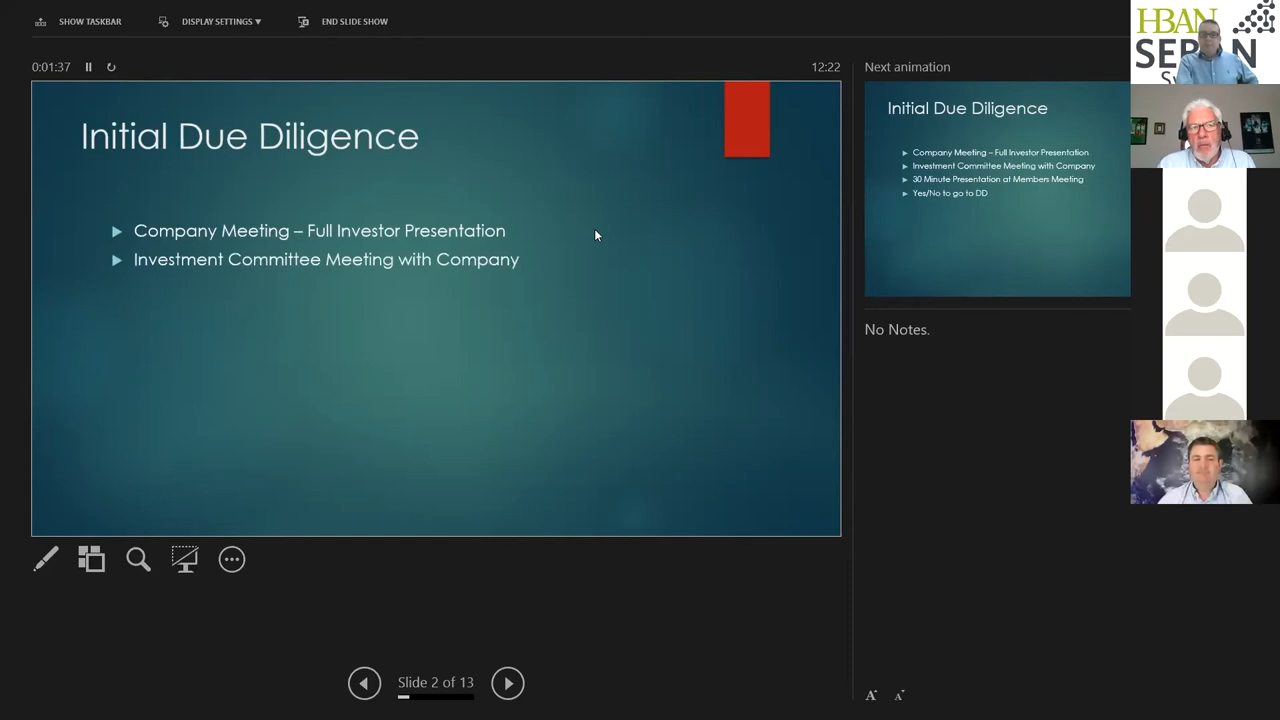 SHOW TASKBAR
DISPLAY SETTINGS ▼
END SLIDE SHOW
0:01:37
12:22
Initial Due Diligence
Company Meeting – Full Investor Presentation
Investment Committee Meeting with Company
Slide 2 of 13
Next animation
Initial Due Diligence
Company Meeting – Full Investor Presentation
Investment Committee Meeting with Company
30 Minute Presentation at Members Meeting
Yes/No to go to DD
No Notes.
A
A
HBAN